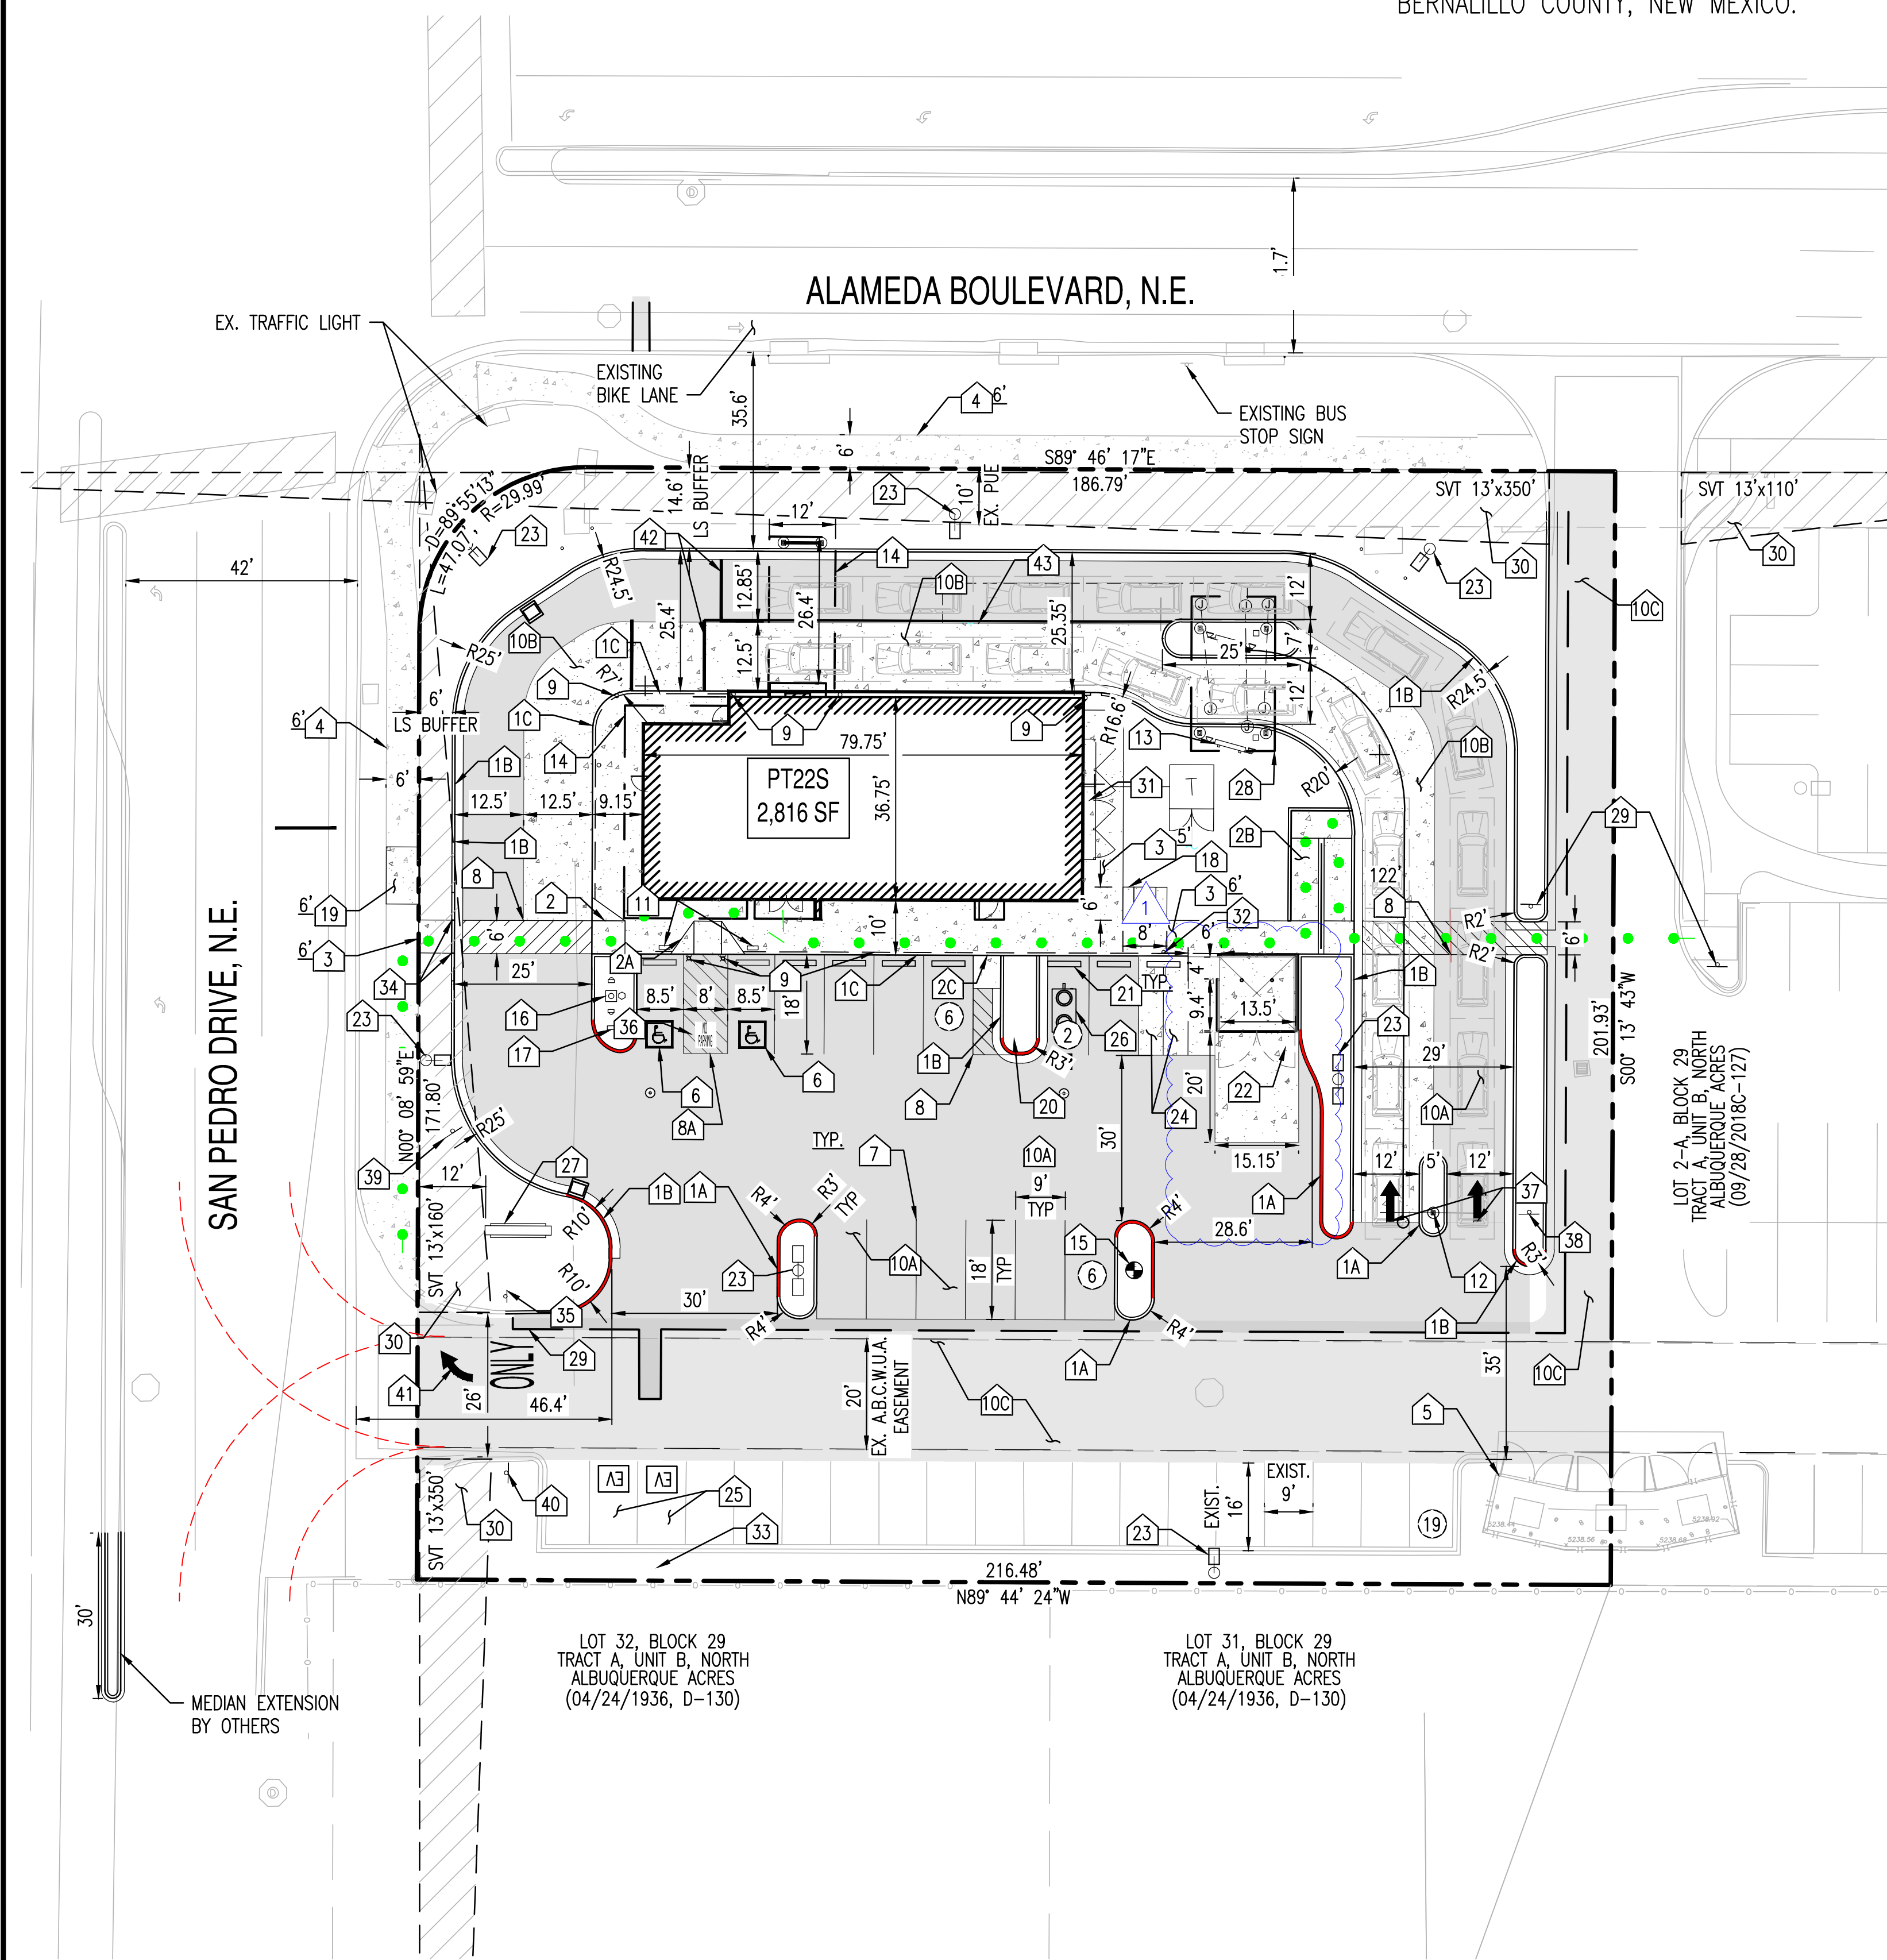 BERNALILLO COUNTY, NEW MEXICO.
1.7'
ALAMEDA BOULEVARD, N.E.
EX. TRAFFIC LIGHT
EXISTING
BIKE LANE
35.6'
4
6'
EXISTING BUS
STOP SIGN
6'
S89° 46' 17"E
186.79'
SVT 13'x350'
SVT 13'x110'
14.6'
LS BUFFER
23
10'
EX. PUE
12'
D=89°55'13"
R=29.99'
L=47.07'
23
42
14
43
10B
30
30
23
10C
42'
R24.5'
25.4'
12.85'
26.4'
25.35'
12'
10B
1C
R25'
12.5'
7'
25'
R7'
9
1B
R24.5'
6'
LS BUFFER
6'
4
1C
9
9
R16.6'
12'
13
10B
6'
1B
14
79.75'
PT22S
2,816 SF
36.75'
31
28
R20'
12.5'
12.5'
9.15'
29
1B
2B
5'
3
18
8
2
11
3
6'
122'
8
6'
19
6'
1
32
R2'
6'
10'
8'
6'
6'
6'
3
2A
R2'
34
25'
9
1C
2C
21
TYP
4'
1B
16
8.5'
8'
8.5'
18'
6
9.4'
13.5'
23
23
36
NO
PARKING
2
26
17
1B
R3'
29'
201.93'
S00° 13' 43"W
N00° 08' 59"E
171.80'
6
6
8A
8
20
24
20'
22
10A
LOT 2-A, BLOCK 29
TRACT A, UNIT B, NORTH
ALBUQUERQUE ACRES
(09/28/2018C-127)
SAN PEDRO DRIVE, N.E.
R25'
TYP.
7
10A
30'
15.15'
12'
5'
12'
39
12'
27
1B
1A
R3'
TYP
9'
TYP
1A
37
R4'
R4'
R10'
28.6'
15
38
SVT 13'x160'
23
10A
18'
TYP
6
1A
12
R3'
R10'
30'
35
R4'
R4'
1B
30
29
1A
10C
ONLY
41
26'
46.4'
20'
EX. A.B.C.W.U.A.
EASEMENT
10C
35'
5
EV
EV
25
EXIST.
9'
EXIST.
16'
40
SVT 13'x350'
30
33
23
19
5238.44
5238.56
5238.68
5238.92
216.48'
N89° 44' 24"W
30'
LOT 32, BLOCK 29
TRACT A, UNIT B, NORTH
ALBUQUERQUE ACRES
(04/24/1936, D-130)
LOT 31, BLOCK 29
TRACT A, UNIT B, NORTH
ALBUQUERQUE ACRES
(04/24/1936, D-130)
MEDIAN EXTENSION
BY OTHERS